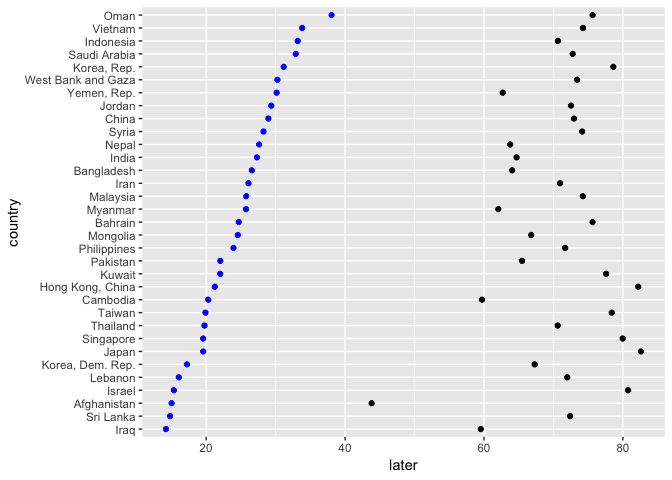 Oman
Vietnam
Indonesia
Saudi Arabia
Korea, Rep.
West Bank and Gaza
Yemen, Rep.
Jordan
China
Syria
Nepal
India
Bangladesh
Iran
Malaysia
Myanmar
Bahrain
Mongolia
Philippines
Pakistan
Kuwait
Hong Kong, China
Cambodia
Taiwan
Thailand
Singapore
Japan
Korea, Dem. Rep.
Lebanon
Israel
Afghanistan
Sri Lanka
Iraq
country
20 40 60 80
later